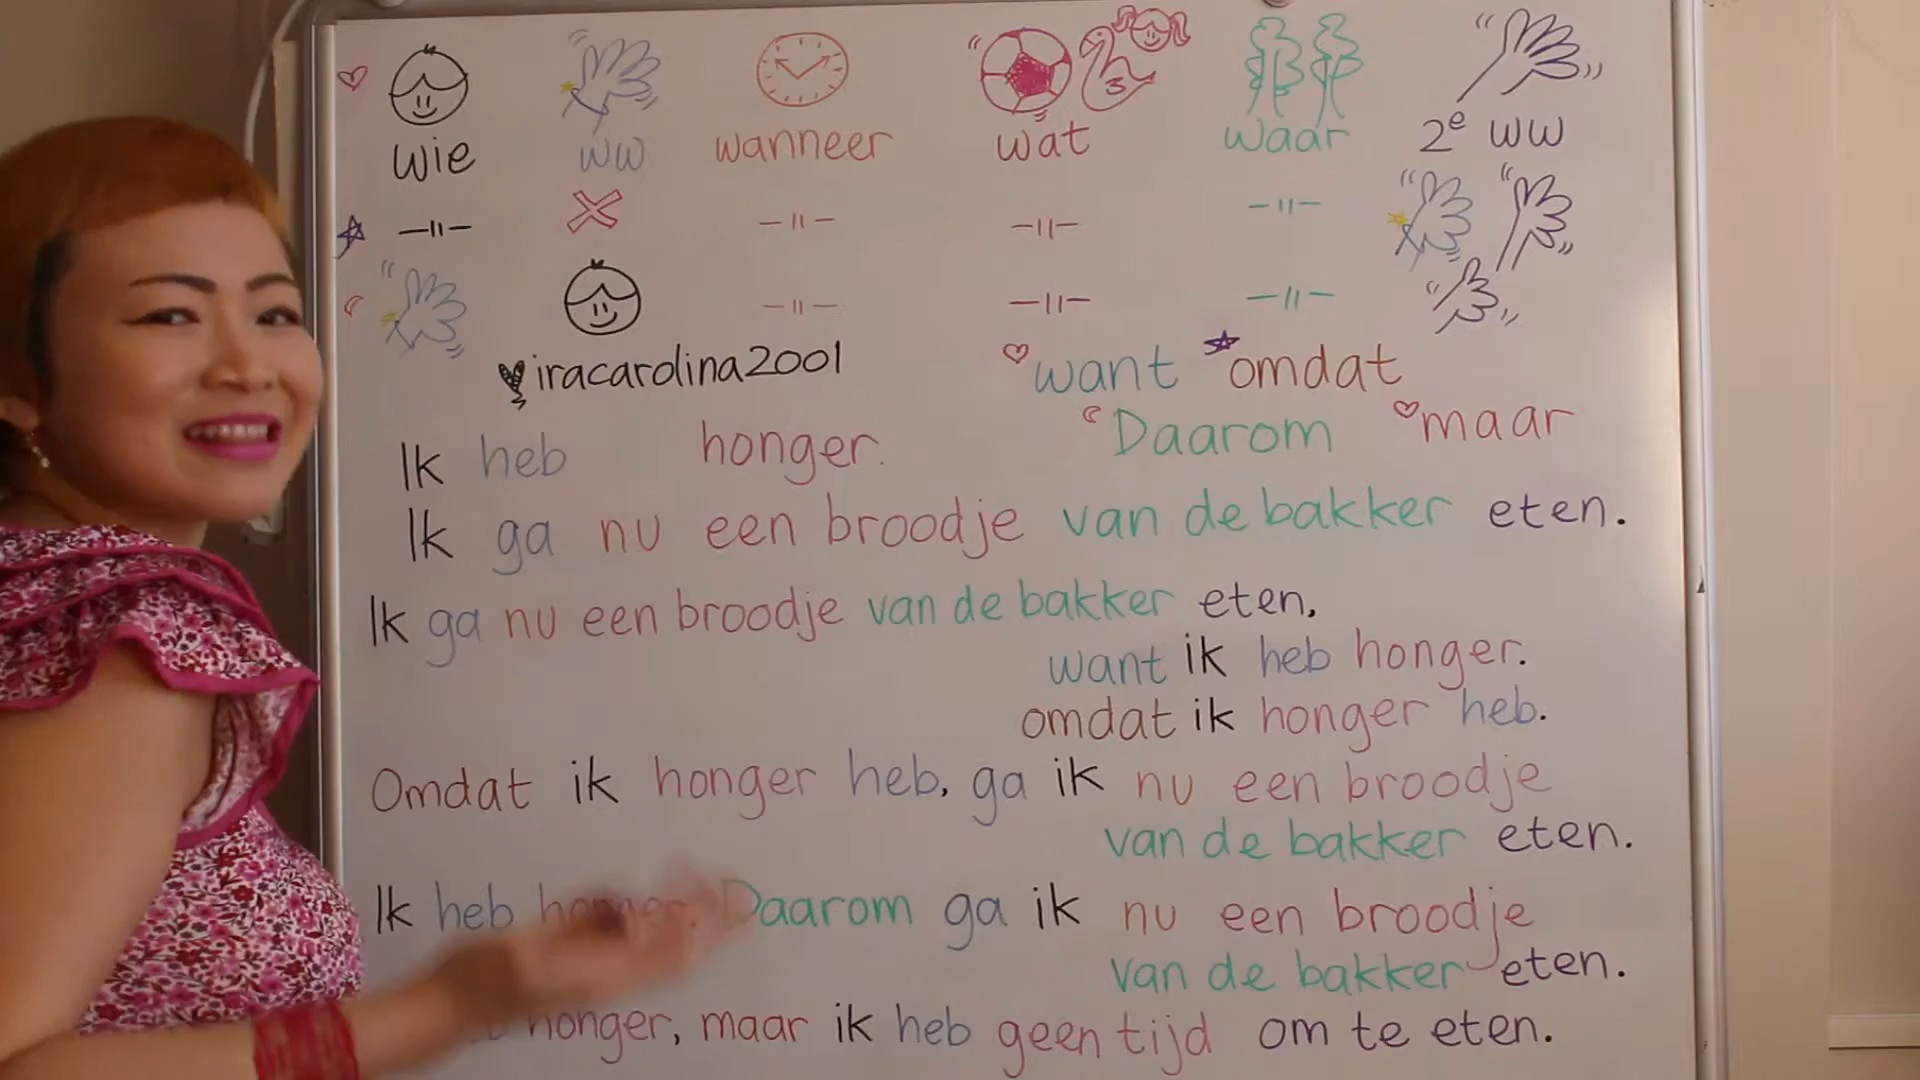 wie ww wanneer wat waar 2e ww
iracarolina2001
want omdat
Daarom maar
Ik heb honger.
Ik ga nu een broodje van de bakker eten.
Ik ga nu een broodje van de bakker eten,
want ik heb honger.
omdat ik honger heb.
Omdat ik honger heb, ga ik nu een broodje
van de bakker eten.
Ik heb honger. Daarom ga ik nu een broodje
van de bakker eten.
honger, maar ik heb geen tijd om te eten.